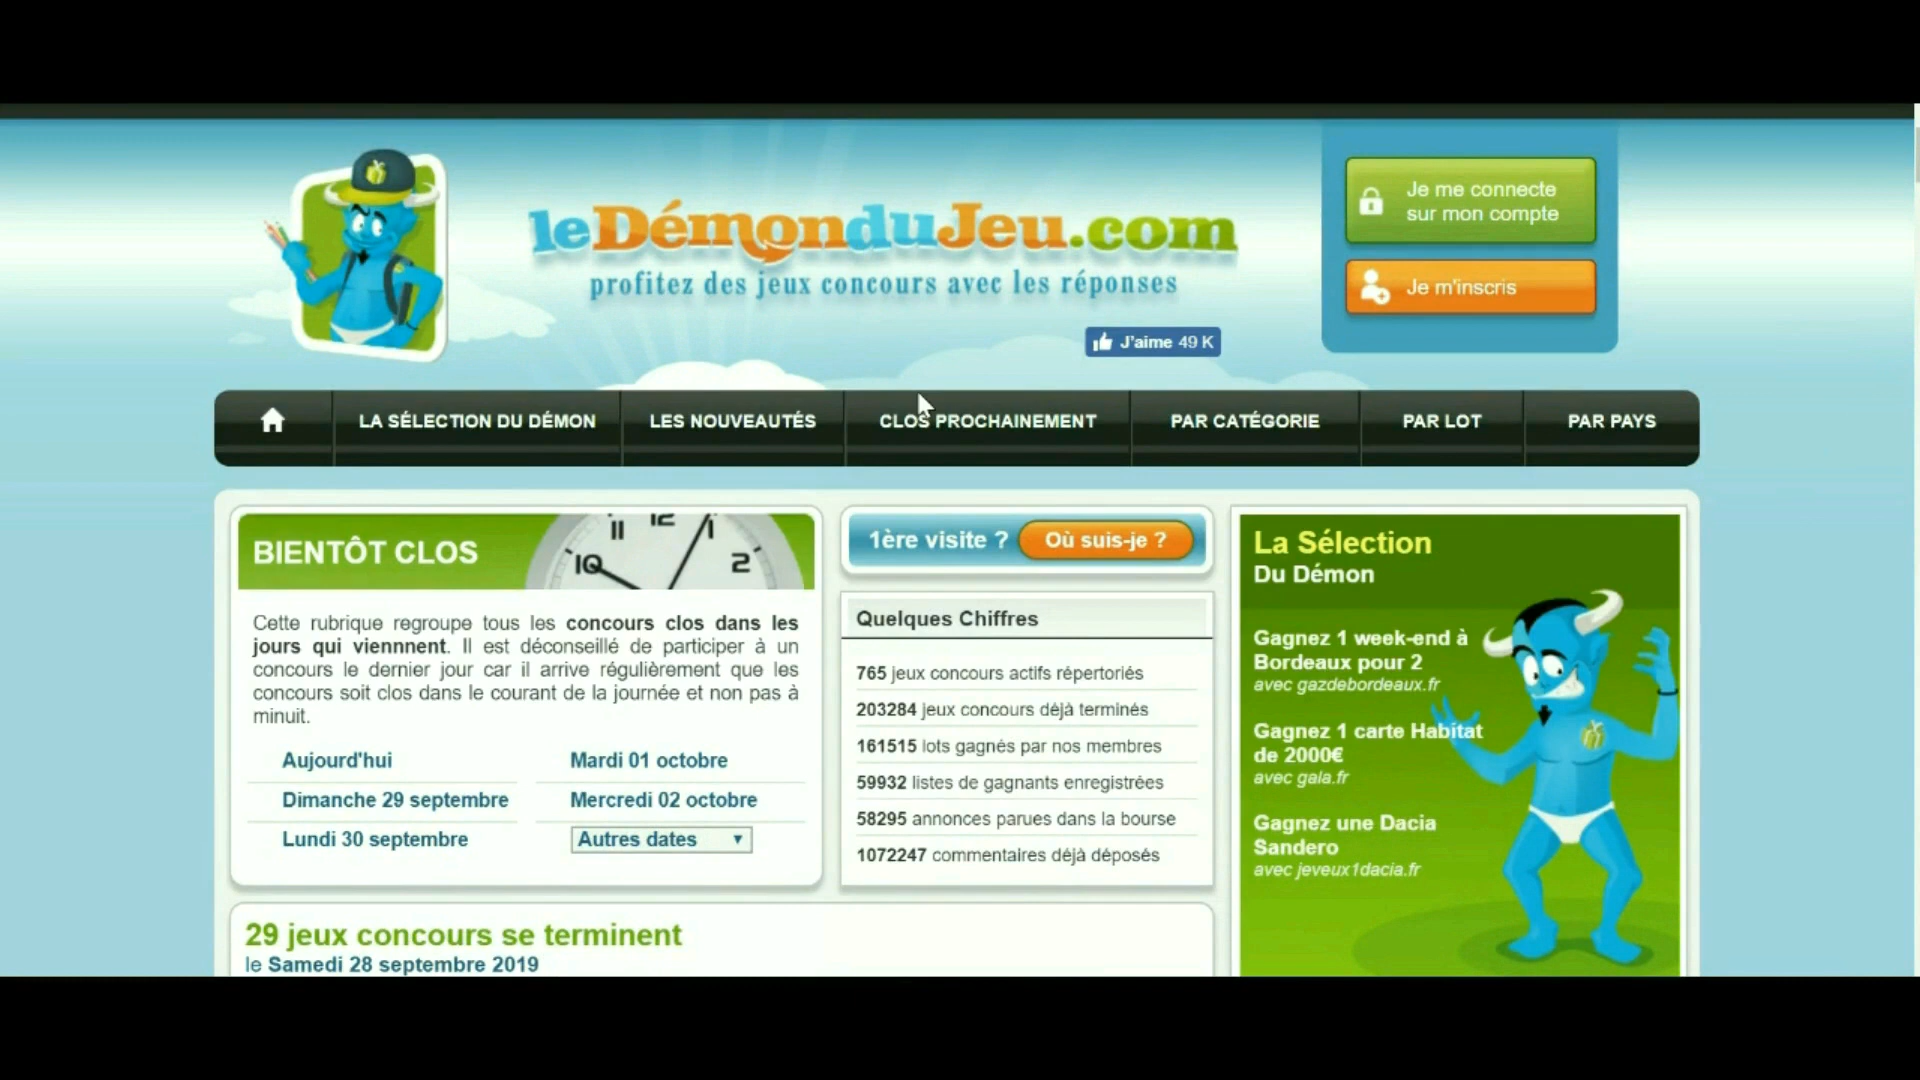 leDémonduJeu.com
profitez des jeux concours avec les réponses
J'aime 49 K
Je me connecte
sur mon compte
Je m'inscris
LA SÉLECTION DU DÉMON
LES NOUVEAUTÉS
CLOS PROCHAINEMENT
PAR CATÉGORIE
PAR LOT
PAR PAYS
BIENTÔT CLOS
11 12 1
10 2
Cette rubrique regroupe tous les concours clos dans les
jours qui viennnent. Il est déconseillé de participer à un
concours le dernier jour car il arrive régulièrement que les
concours soit clos dans le courant de la journée et non pas à
minuit.
Aujourd'hui
Dimanche 29 septembre
Lundi 30 septembre
Mardi 01 octobre
Mercredi 02 octobre
Autres dates
1ère visite ? Où suis-je ?
Quelques Chiffres
765 jeux concours actifs répertoriés
203284 jeux concours déjà terminés
161515 lots gagnés par nos membres
59932 listes de gagnants enregistrées
58295 annonces parues dans la bourse
1072247 commentaires déjà déposés
La Sélection
Du Démon
Gagnez 1 week-end à
Bordeaux pour 2
avec gazdebordeaux.fr
Gagnez 1 carte Habitat
de 2000€
avec gala.fr
Gagnez une Dacia
Sandero
avec jeveux1dacia.fr
29 jeux concours se terminent
le Samedi 28 septembre 2019